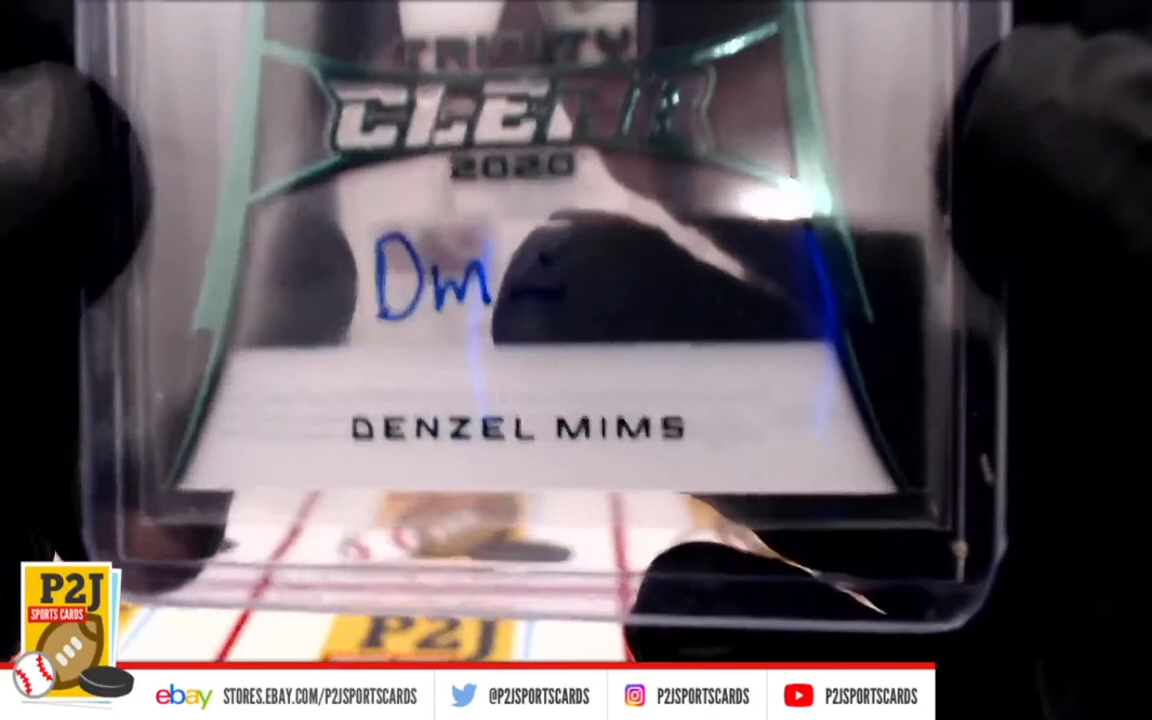 TRINITY
CLEAR
2020
Dm
DENZEL MIMS
P2J
P2J
SPORTS CARDS
ebay STORES.EBAY.COM/P2JSPORTSCARDS @P2JSPORTSCARDS P2JSPORTSCARDS P2JSPORTSCARDS